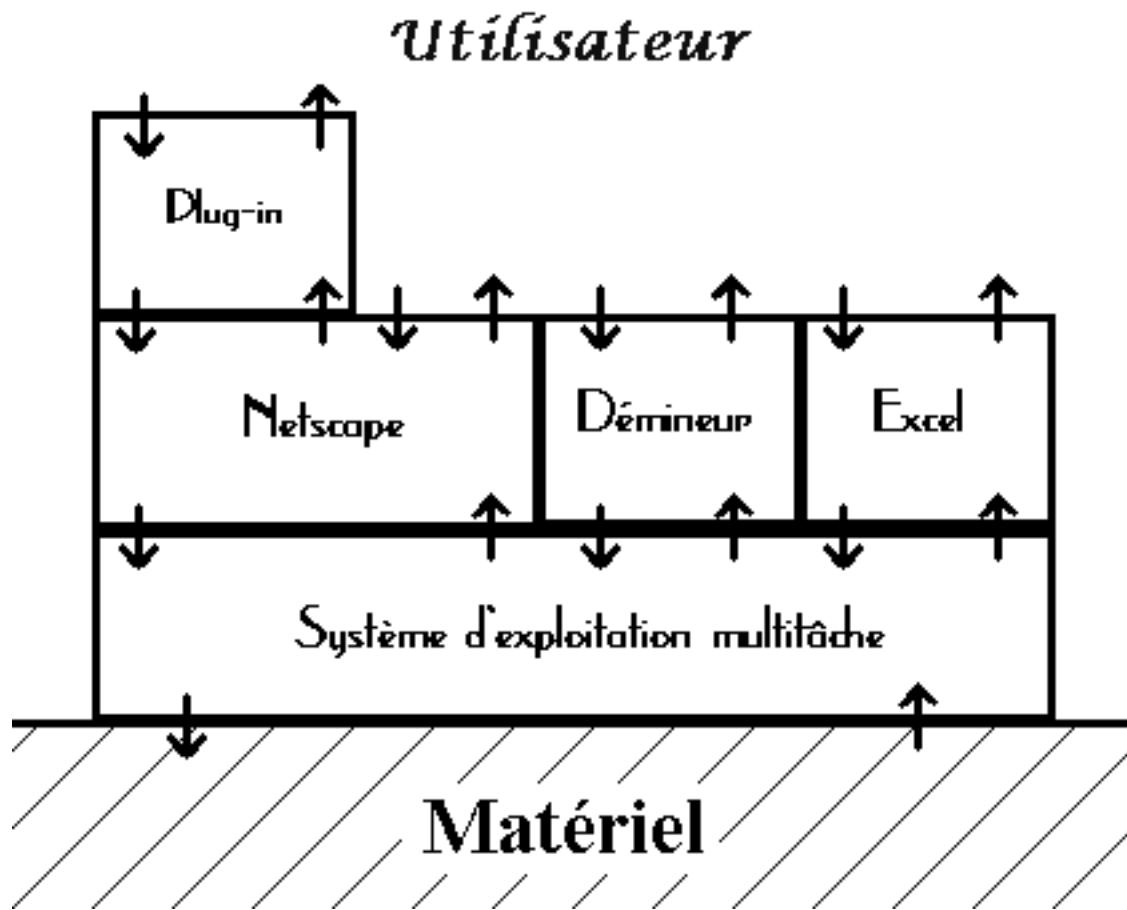 Utilisateur
Plug-in
Netscape
Démineur
Excel
Système d'exploitation multitâche
Matériel